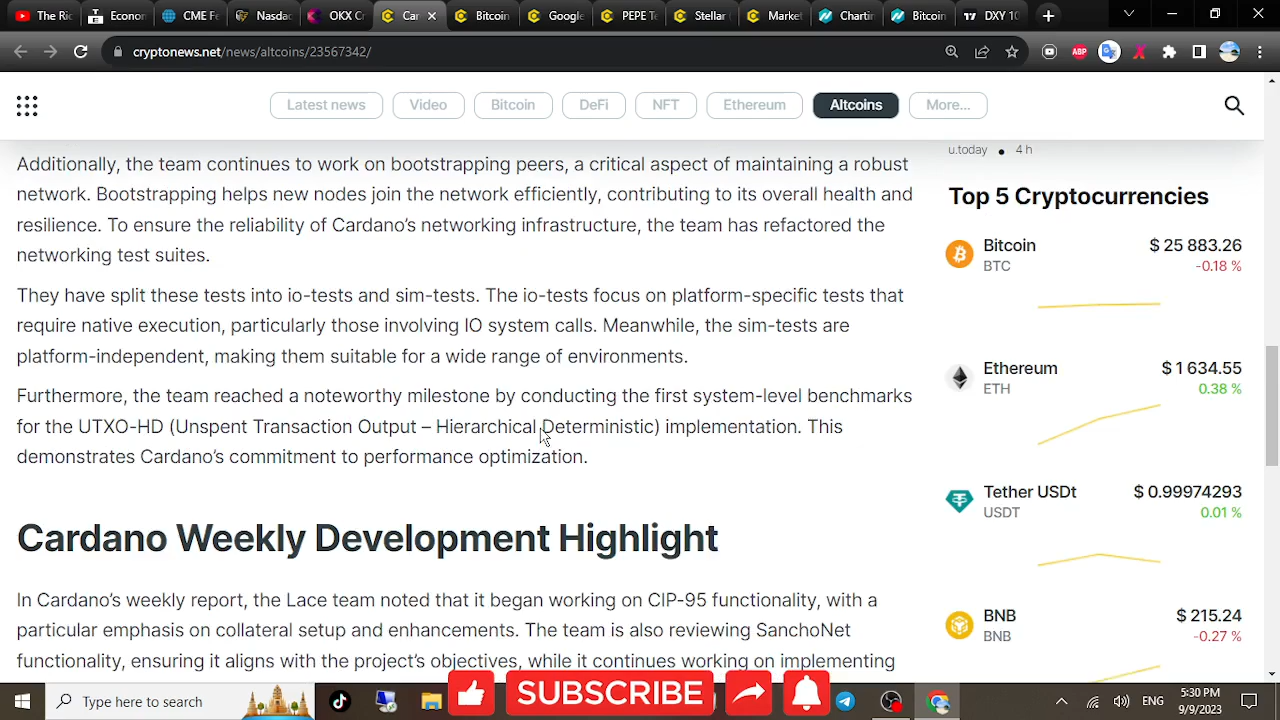 The Ri
Econom
CME Fe
Nasda
OKX C
Car
Bitcoin
Google
PEPE Te
Stellar
Market
Chartin
Bitcoin
DXY 10
cryptonews.net/news/altcoins/23567342/
ABP
Latest news
Video
Bitcoin
DeFi
NFT
Ethereum
Altcoins
More...
Additionally, the team continues to work on bootstrapping peers, a critical aspect of maintaining a robust
network. Bootstrapping helps new nodes join the network efficiently, contributing to its overall health and
resilience. To ensure the reliability of Cardano’s networking infrastructure, the team has refactored the
networking test suites.
They have split these tests into io-tests and sim-tests. The io-tests focus on platform-specific tests that
require native execution, particularly those involving IO system calls. Meanwhile, the sim-tests are
platform-independent, making them suitable for a wide range of environments.
Furthermore, the team reached a noteworthy milestone by conducting the first system-level benchmarks
for the UTXO-HD (Unspent Transaction Output – Hierarchical Deterministic) implementation. This
demonstrates Cardano’s commitment to performance optimization.
Cardano Weekly Development Highlight
In Cardano’s weekly report, the Lace team noted that it began working on CIP-95 functionality, with a
particular emphasis on collateral setup and enhancements. The team is also reviewing SanchoNet
functionality, ensuring it aligns with the project’s objectives, while it continues working on implementing
u.today • 4 h
Top 5 Cryptocurrencies
Bitcoin $ 25 883.26
BTC -0.18 %
Ethereum $ 1 634.55
ETH 0.38 %
Tether USDt $ 0.99974293
USDT 0.01 %
BNB $ 215.24
BNB -0.27 %
Type here to search
SUBSCRIBE
ENG
5:30 PM
9/9/2023